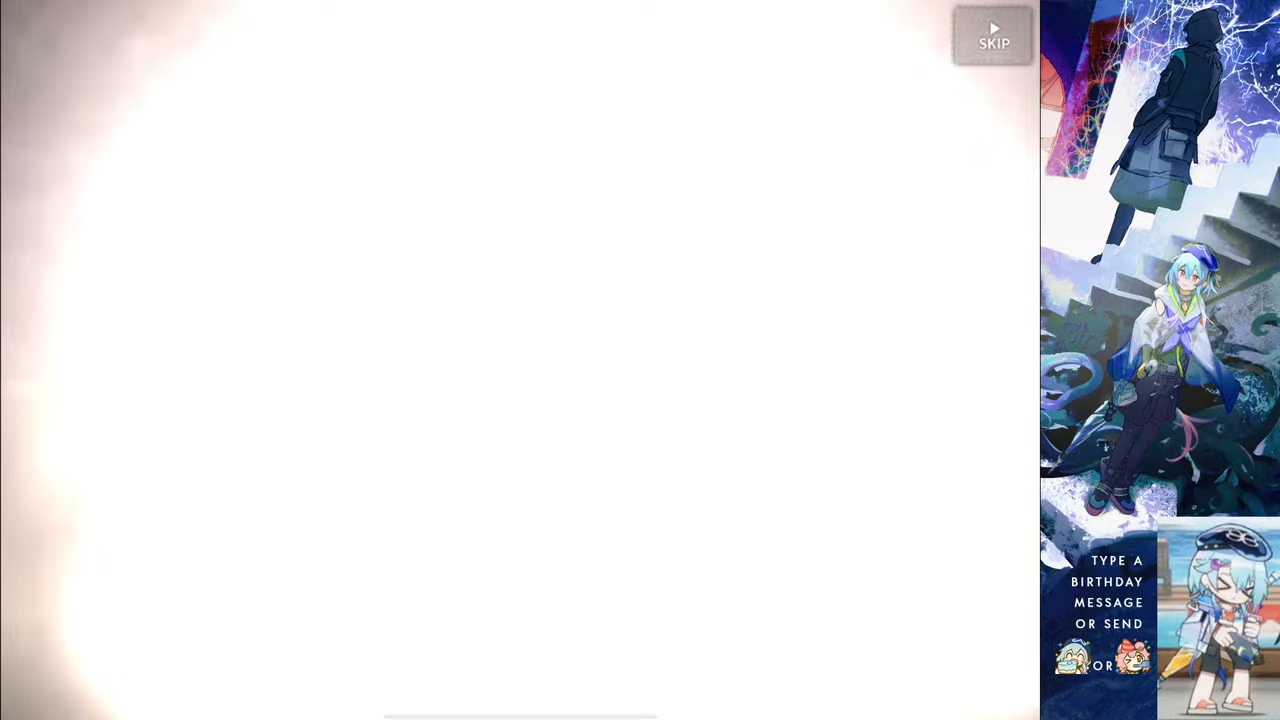 SKIP
TYPE A
BIRTHDAY
MESSAGE
OR SEND
OR